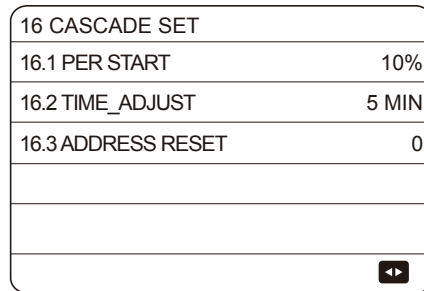 16 CASCADE SET
16.1 PER START 10%
16.2 TIME_ADJUST 5 MIN
16.3 ADDRESS RESET 0